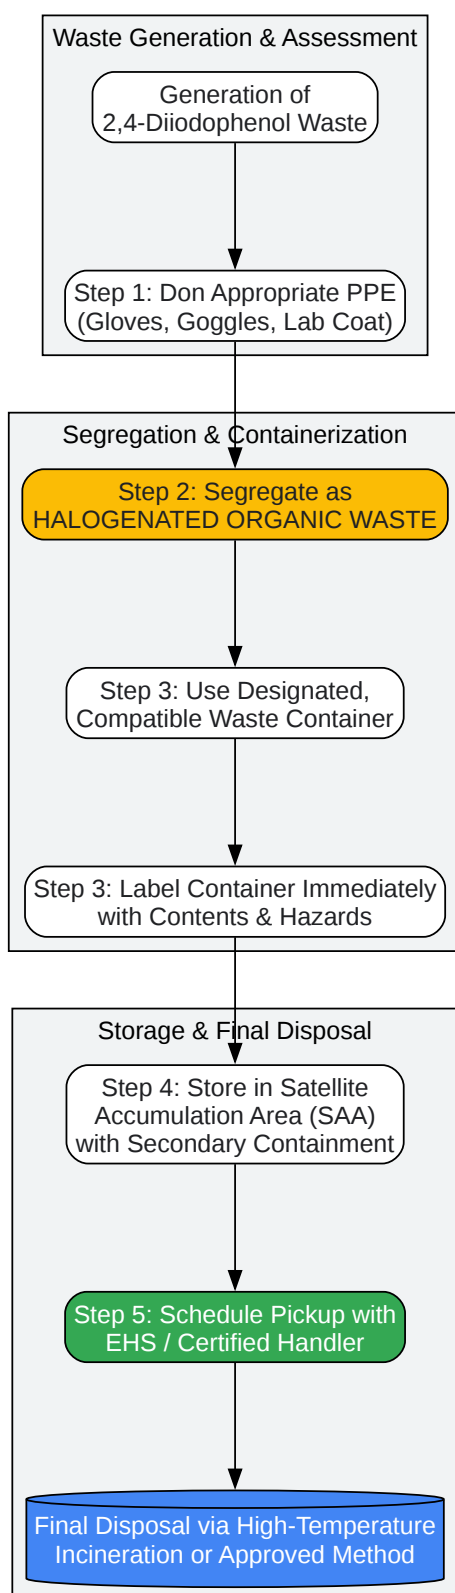 Waste Generation & Assessment
Generation of
2,4-Diiodophenol Waste
Step 1: Don Appropriate PPE
(Gloves, Goggles, Lab Coat)
Segregation & Containerization
Step 2: Segregate as
HALOGENATED ORGANIC WASTE
Step 3: Use Designated,
Compatible Waste Container
Step 3: Label Container Immediately
with Contents & Hazards
Storage & Final Disposal
Step 4: Store in Satellite
Accumulation Area (SAA)
with Secondary Containment
Step 5: Schedule Pickup with
EHS / Certified Handler
Final Disposal via High-Temperature
Incineration or Approved Method